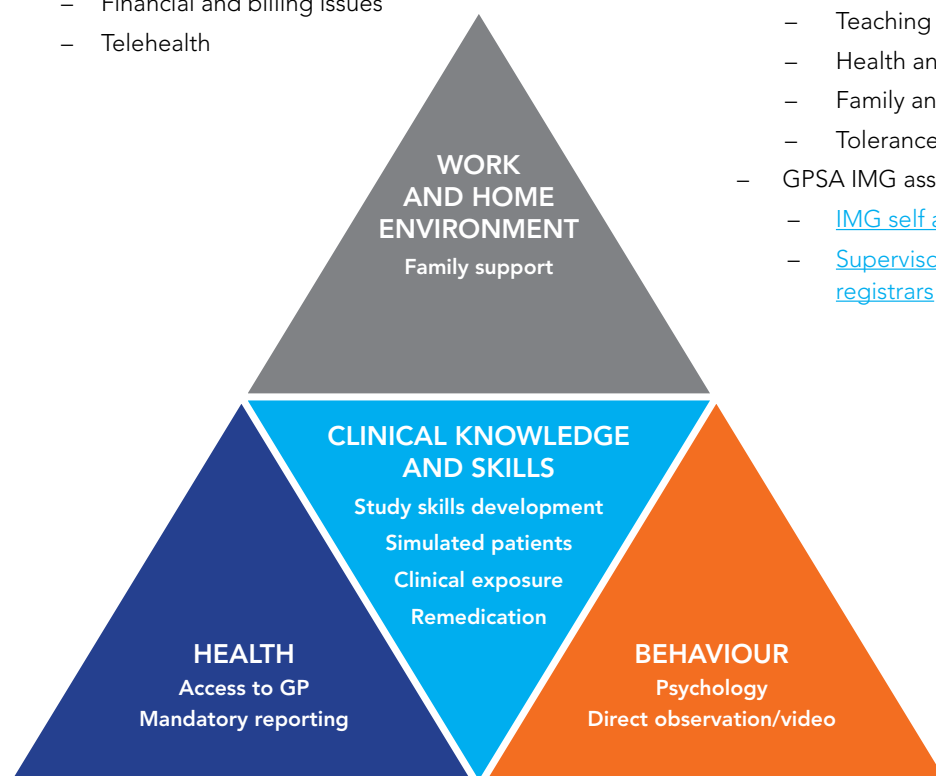 – Financial and billing issues
– Telehealth
– Teaching
– Health an
– Family an
– Tolerance
– GPSA IMG ass
– IMG self a
– Superviso
registrars
WORK
AND HOME
ENVIRONMENT
Family support
CLINICAL KNOWLEDGE
AND SKILLS
Study skills development
Simulated patients
Clinical exposure
Remedication
HEALTH
Access to GP
Mandatory reporting
BEHAVIOUR
Psychology
Direct observation/video